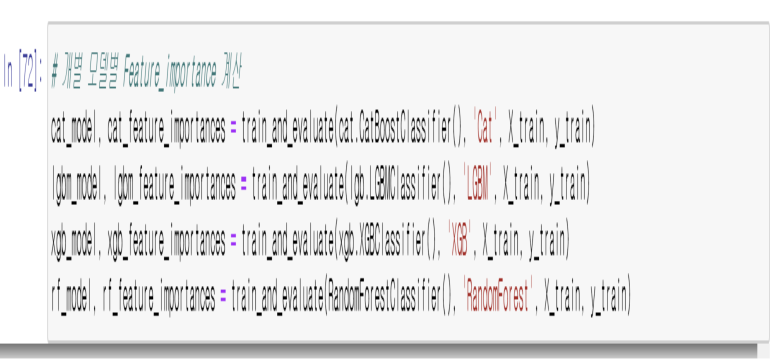 In [72]: # 개별 모델별 Feature_importance 계산
cat_model, cat_feature_importances = train_and_evaluate(cat.CatBoostClassifier(), 'Cat', X_train, y_train)
lgbm_model, lgbm_feature_importances = train_and_evaluate(lgb.LGBMClassifier(), 'LGBM', X_train, y_train)
xgb_model, xgb_feature_importances = train_and_evaluate(xgb.XGBClassifier(), 'XGB', X_train, y_train)
rf_model, rf_feature_importances = train_and_evaluate(RandomForestClassifier(), 'RandomForest', X_train, y_train)